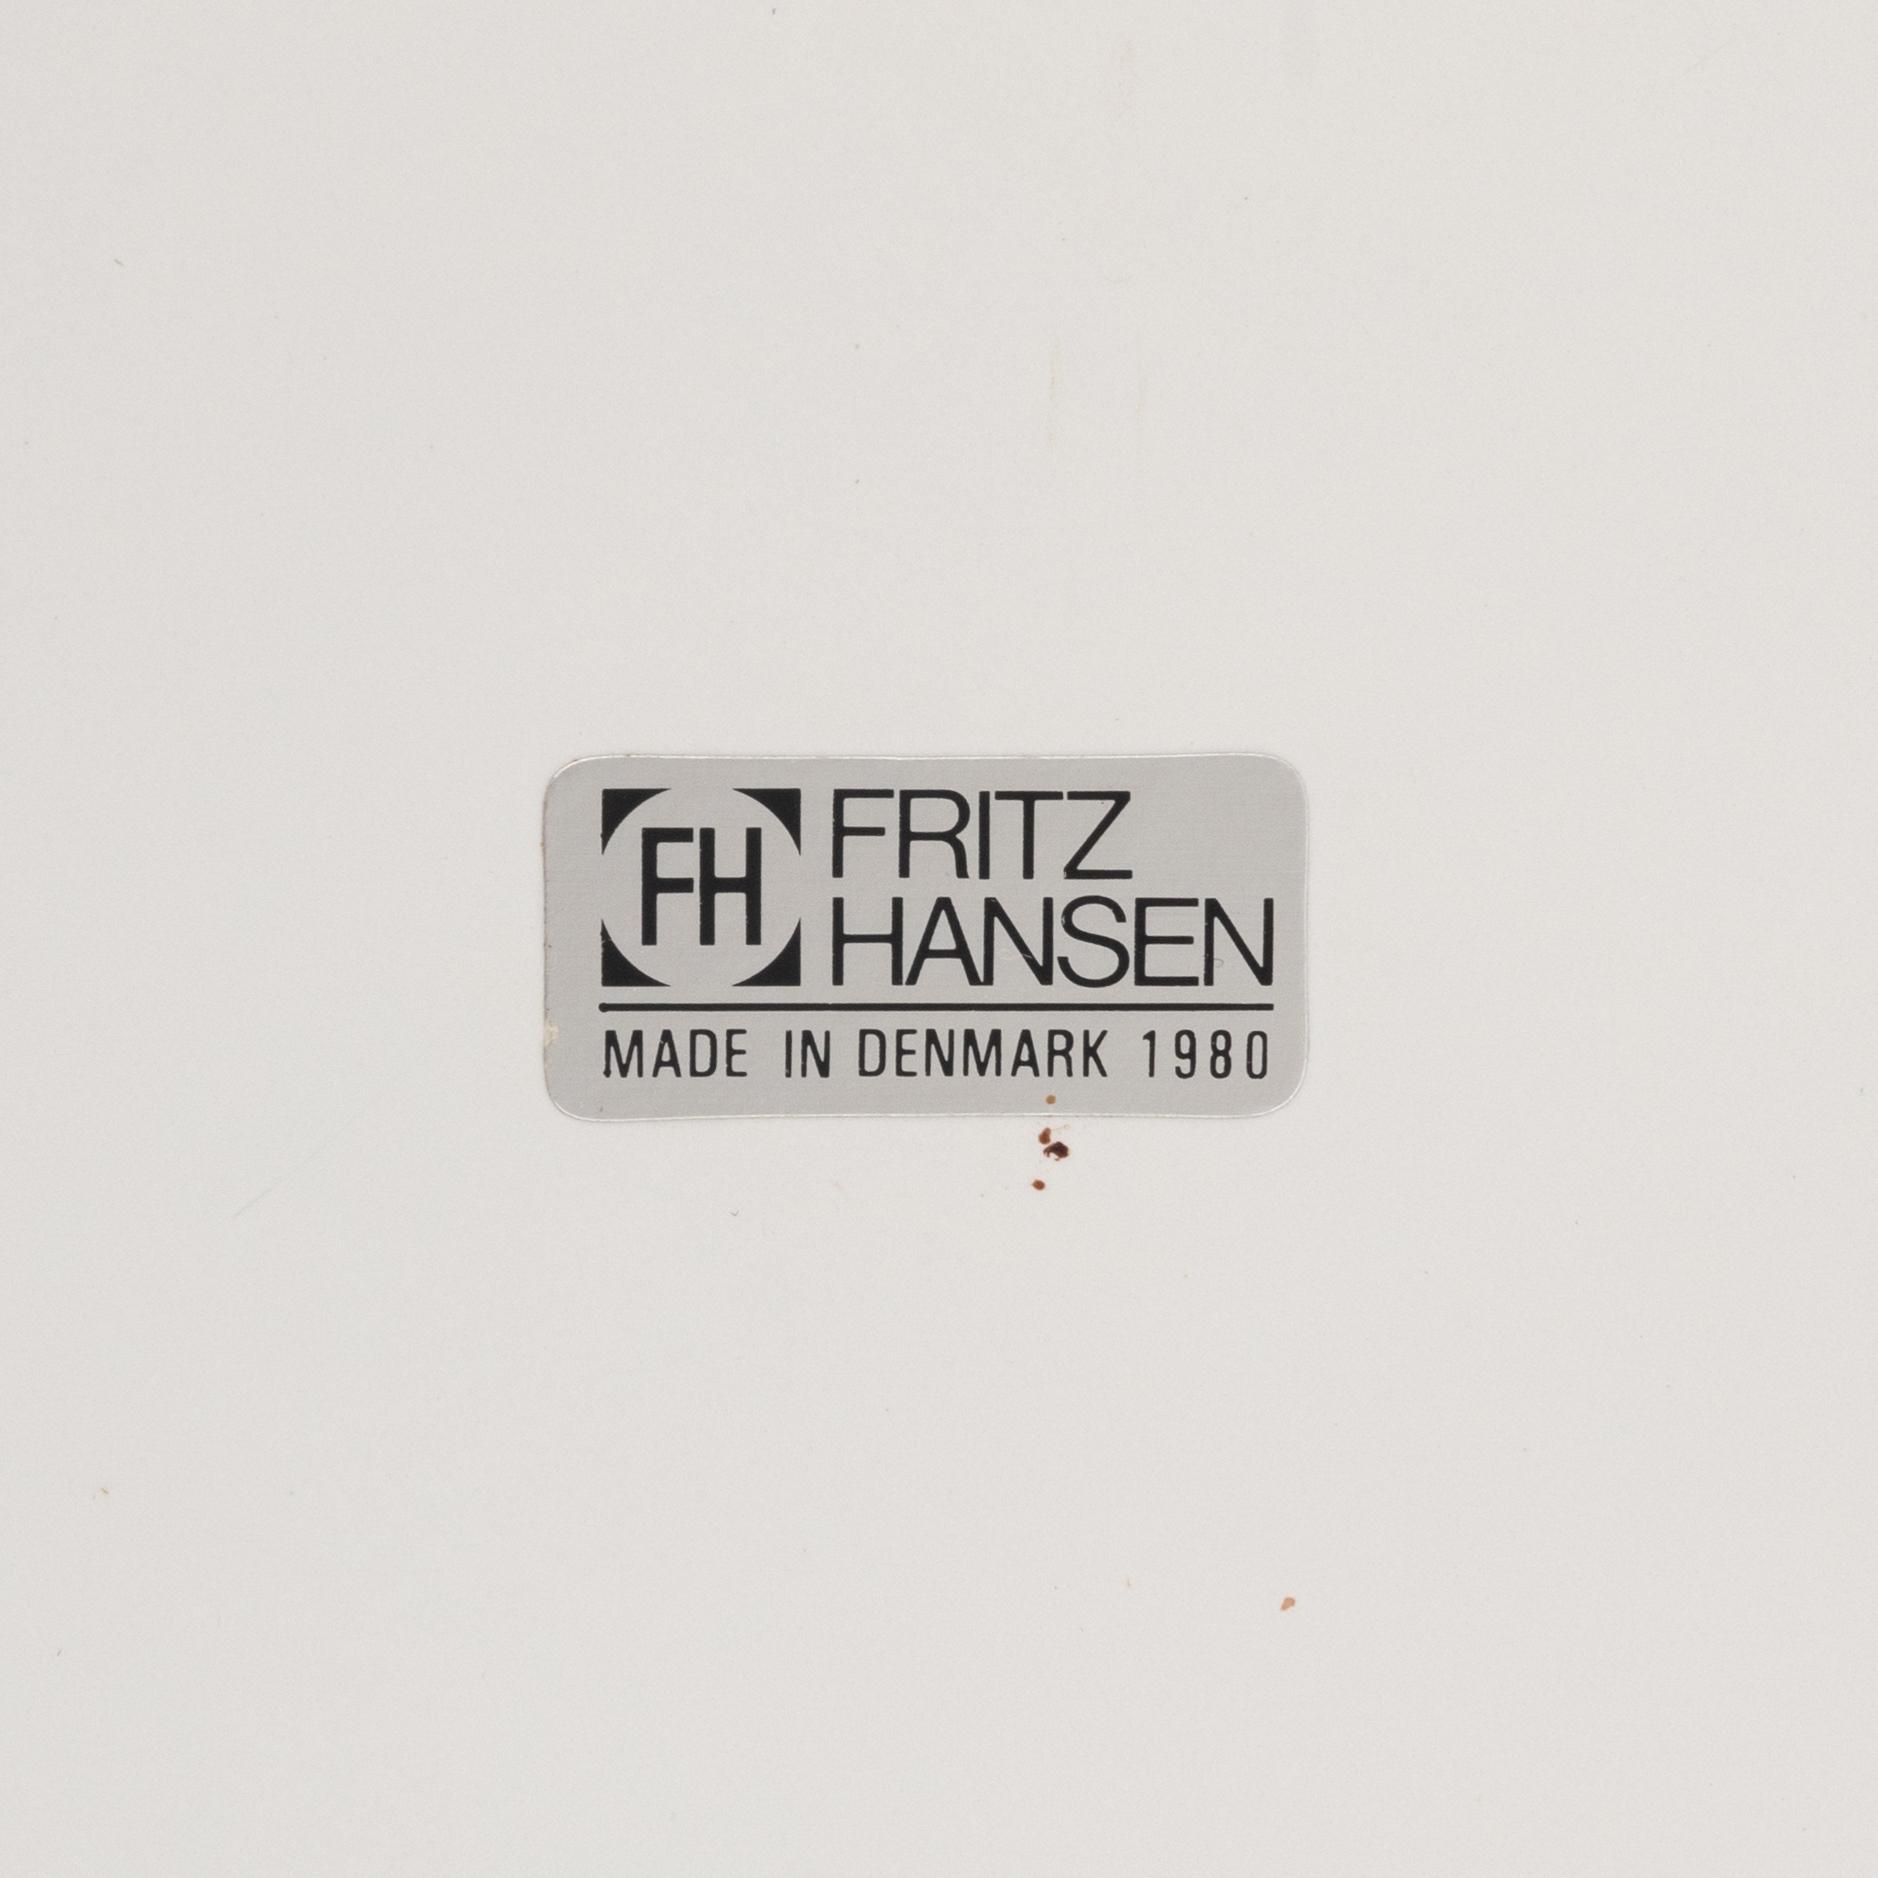 FH
FRITZ
HANSEN
MADE IN DENMARK 1980